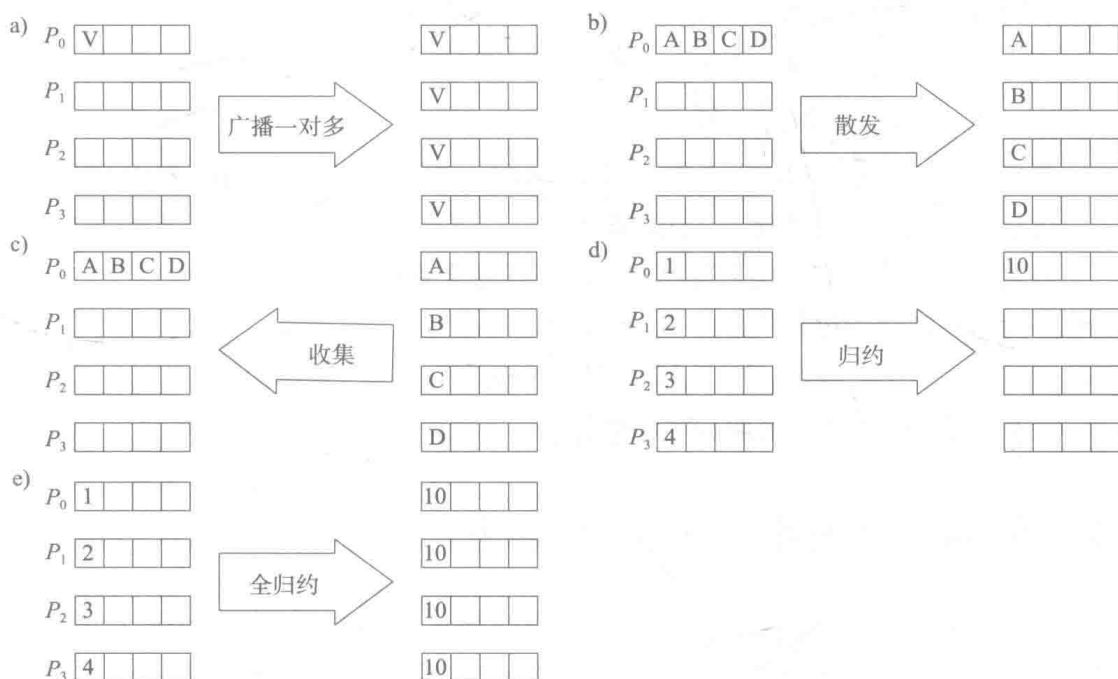 a)
P₀ V V
P₁ V
广播一对多
P₂ V
P₃ V
b)
P₀ A B C D A
P₁ B
散发
P₂ C
P₃ D
c)
P₀ A B C D A
P₁ B
收集
P₂ C
P₃ D
d)
P₀ 1 10
P₁ 2
归约
P₂ 3
P₃ 4
e)
P₀ 1 10
P₁ 2 10
全归约
P₂ 3 10
P₃ 4 10